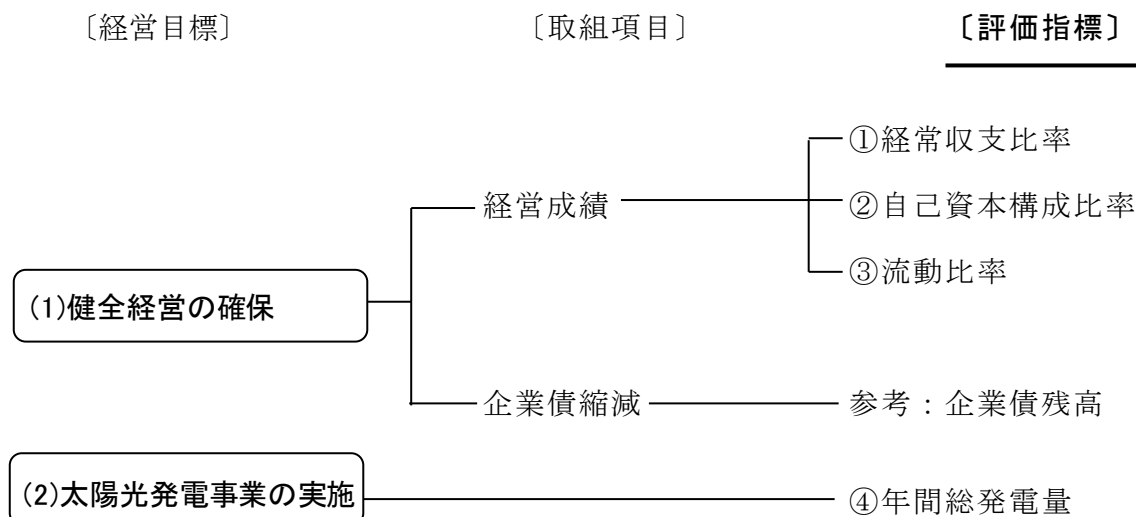 〔経営目標〕 〔取組項目〕 〔評価指標〕
①経常収支比率
経営成績 ②自己資本構成比率
③流動比率
(1)健全経営の確保
企業債縮減 参考：企業債残高
(2)太陽光発電事業の実施 ④年間総発電量